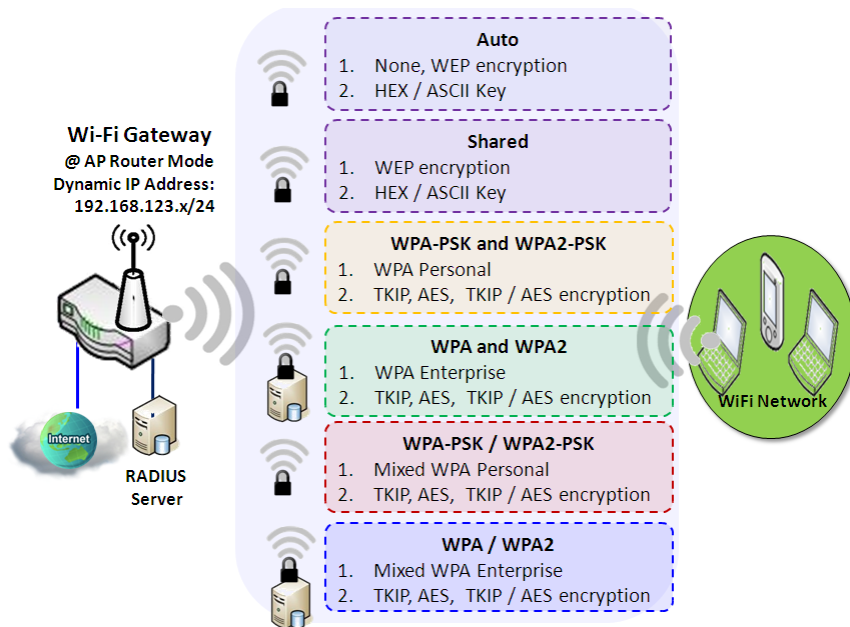 Auto
1. None, WEP encryption
2. HEX / ASCII Key
Wi-Fi Gateway
@ AP Router Mode
Dynamic IP Address:
192.168.123.x/24
Shared
1. WEP encryption
2. HEX / ASCII Key
WPA-PSK and WPA2-PSK
1. WPA Personal
2. TKIP, AES, TKIP / AES encryption
WPA and WPA2
1. WPA Enterprise
2. TKIP, AES, TKIP / AES encryption
WiFi Network
Internet
RADIUS
Server
WPA-PSK / WPA2-PSK
1. Mixed WPA Personal
2. TKIP, AES, TKIP / AES encryption
WPA / WPA2
1. Mixed WPA Enterprise
2. TKIP, AES, TKIP / AES encryption